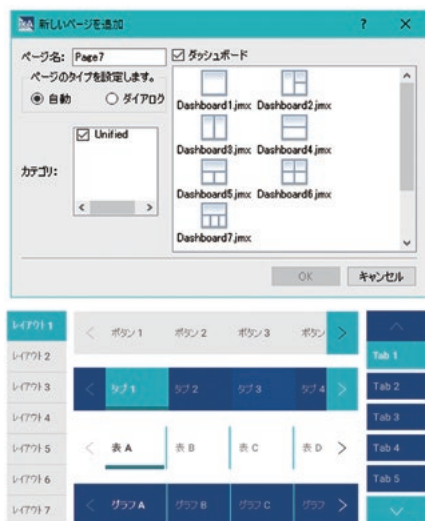 新しいページを追加 ? ×
ページ名: Page7
ダッシュボード
ページのタイプを設定します。
自動 ダイアログ
カテゴリ:
Unified
Dashboard1.jmx Dashboard2.jmx
Dashboard3.jmx Dashboard4.jmx
Dashboard5.jmx Dashboard6.jmx
Dashboard7.jmx
OK キャンセル
レイアウト 1
レイアウト 2
レイアウト 3
レイアウト 4
レイアウト 5
レイアウト 6
レイアウト 7
< ボタン 1 ボタン 2 ボタン 3 ボタン >
< タブ 1 タブ 2 タブ 3 タブ 4 >
< 表 A 表 B 表 C 表 D >
< グラフ A グラフ B グラフ C グラフ >
Tab 1
Tab 2
Tab 3
Tab 4
Tab 5